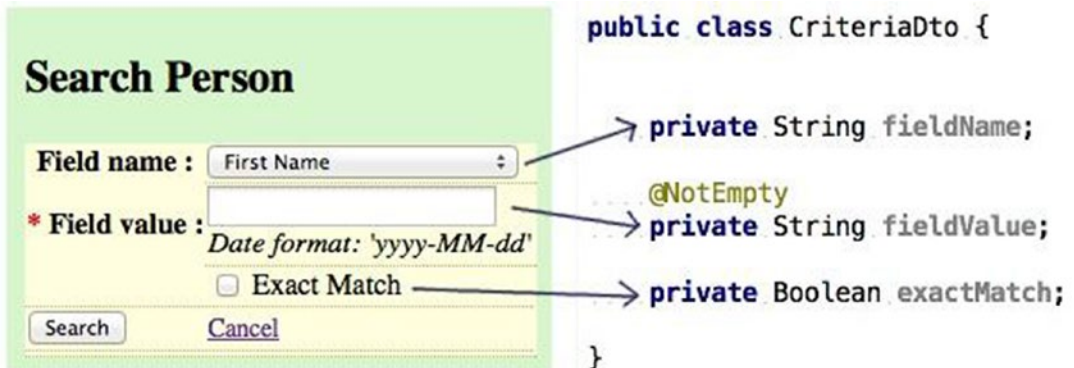 Search Person
Field name :
First Name
* Field value :
Date format: 'yyyy-MM-dd'
Exact Match
Search
Cancel
public class CriteriaDto {
private String fieldName;
@NotEmpty
private String fieldValue;
private Boolean exactMatch;
}